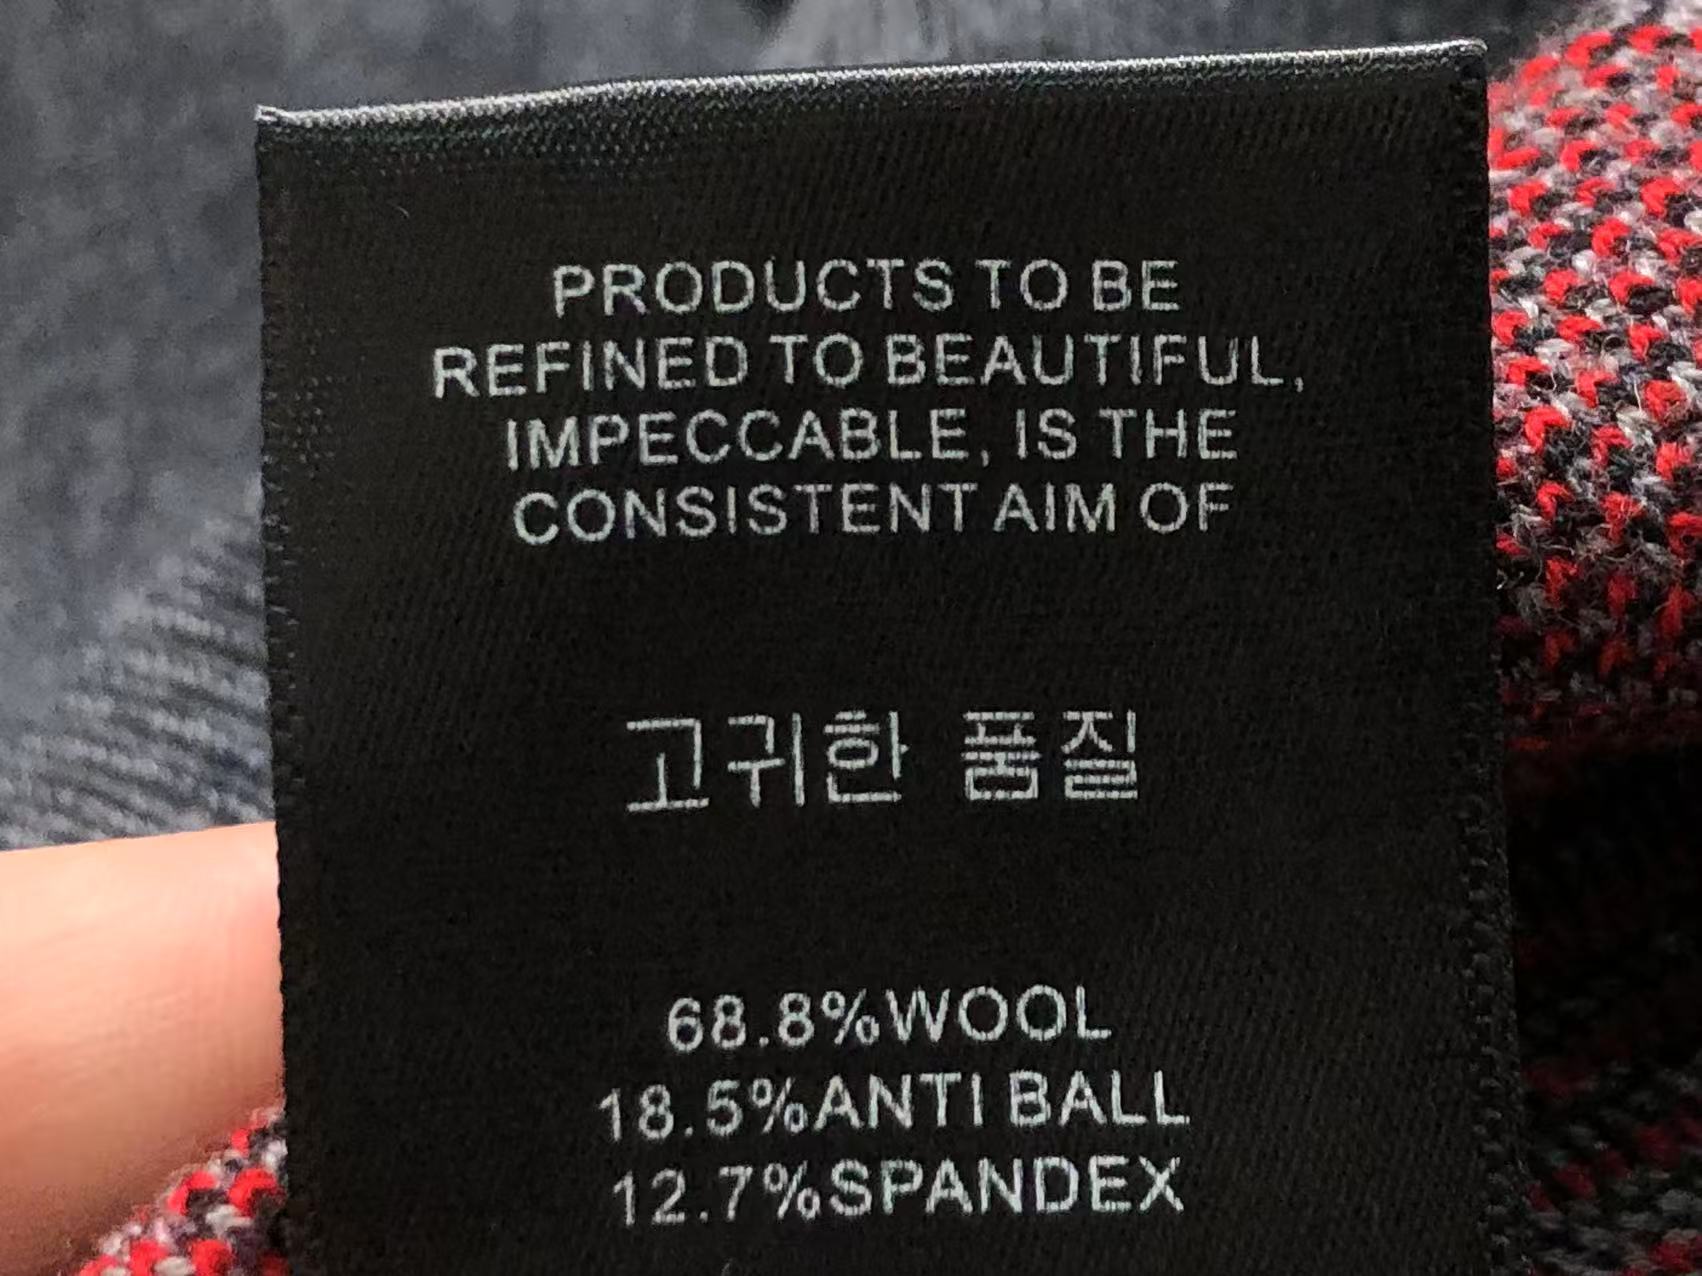 PRODUCTS TO BE
REFINED TO BEAUTIFUL,
IMPECCABLE, IS THE
CONSISTENT AIM OF
고귀한 품질
68.8%WOOL
18.5%ANTI BALL
12.7%SPANDEX